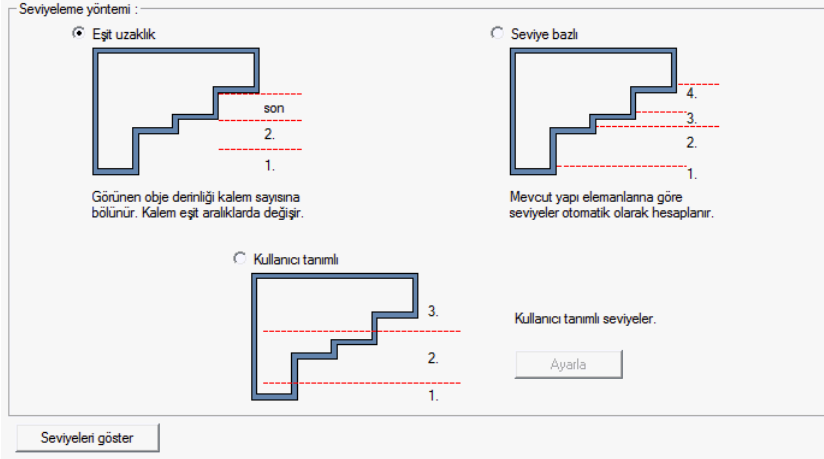 Seviyeleme yöntemi :
Eşit uzaklık
son
2.
1.
Görünen obje derinliği kalem sayısına
bölünür. Kalem eşit aralıklarda değişir.
Seviye bazlı
4.
3.
2.
1.
Mevcut yapı elemanlarına göre
seviyeler otomatik olarak hesaplanır.
Kullanıcı tanımlı
3.
2.
1.
Kullanıcı tanımlı seviyeler.
Ayarla
Seviyeleri göster